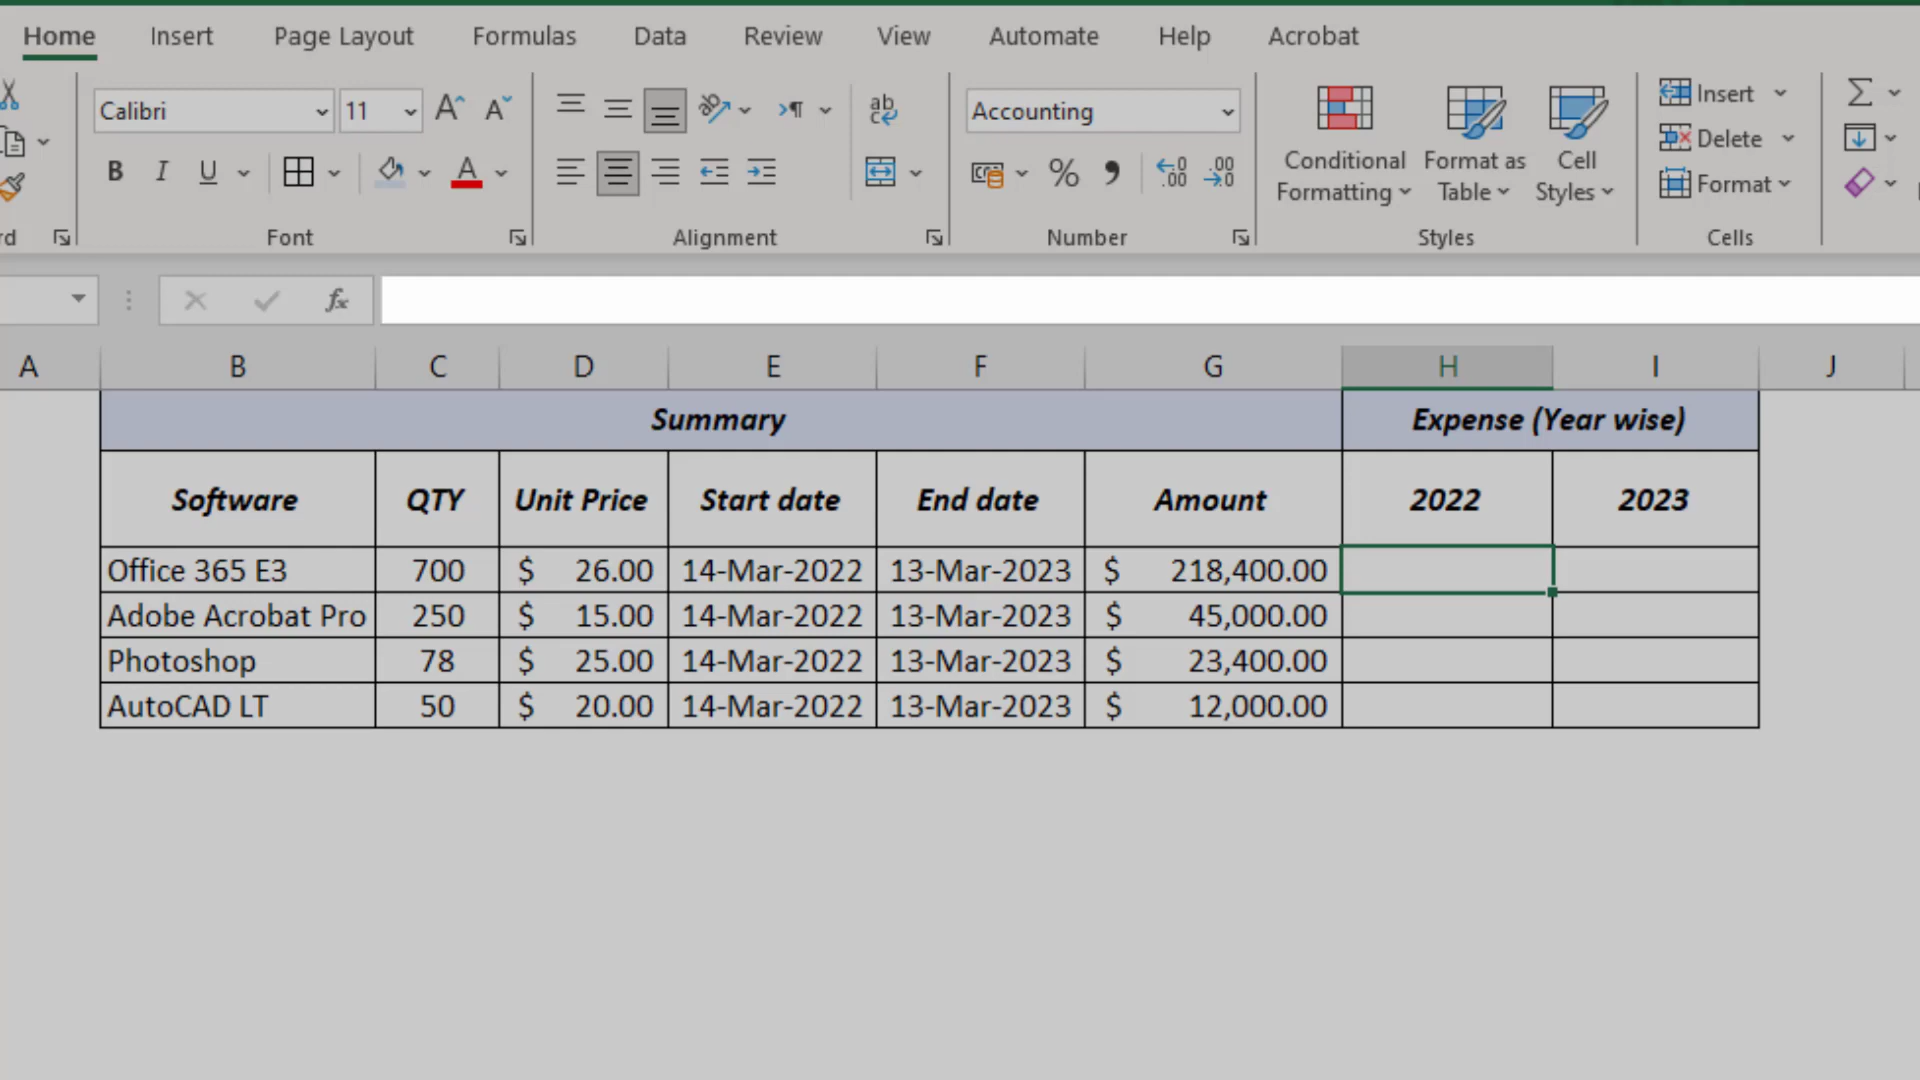 Home Insert Page Layout Formulas Data Review View Automate Help Acrobat
Calibri 11 A A ab Accounting Insert
Delete
B I U A % .00 .00 Conditional Formatting Format as Table Cell Styles Format
rd Font Alignment Number Styles Cells
fx
A B C D E F G H I J
Summary Expense (Year wise)
Software QTY Unit Price Start date End date Amount 2022 2023
Office 365 E3 700 $ 26.00 14-Mar-2022 13-Mar-2023 $ 218,400.00
Adobe Acrobat Pro 250 $ 15.00 14-Mar-2022 13-Mar-2023 $ 45,000.00
Photoshop 78 $ 25.00 14-Mar-2022 13-Mar-2023 $ 23,400.00
AutoCAD LT 50 $ 20.00 14-Mar-2022 13-Mar-2023 $ 12,000.00